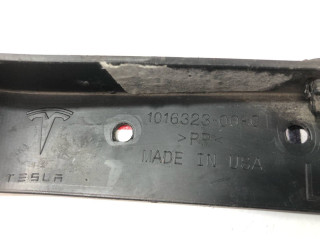 1016323-00-C
>PP<
MADE IN USA
TESLA